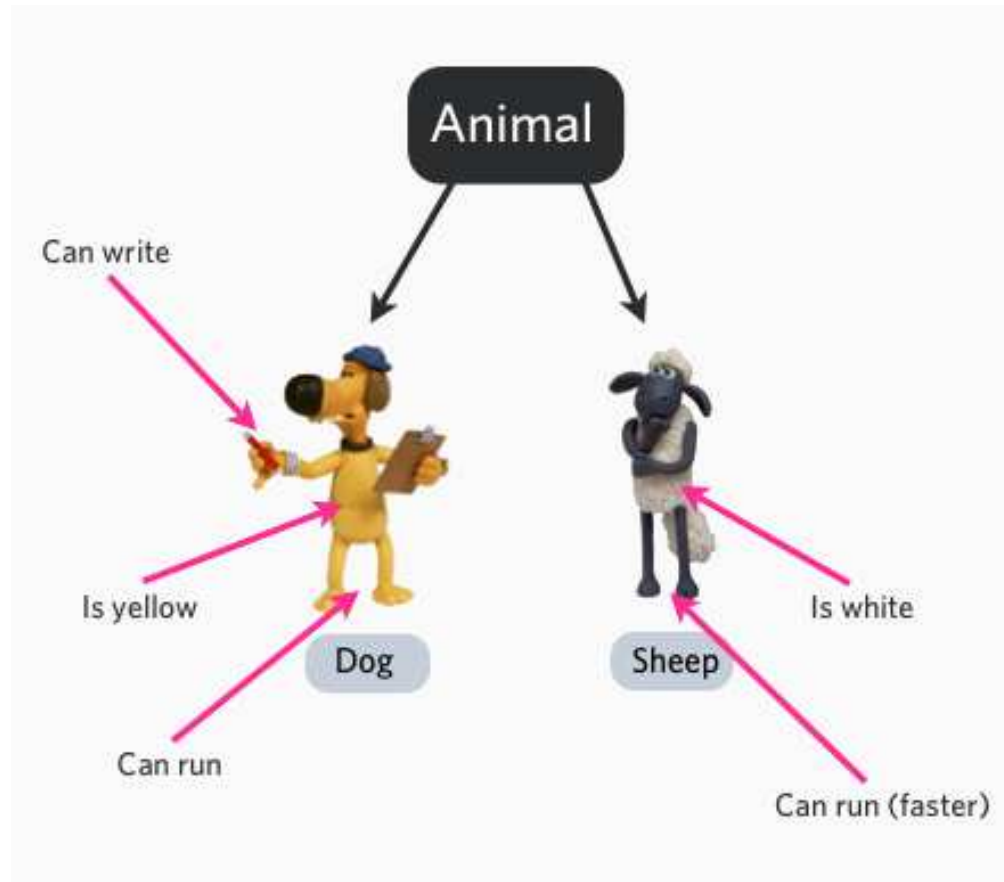 Animal
Can write
Is yellow
Is white
Dog
Sheep
Can run
Can run (faster)